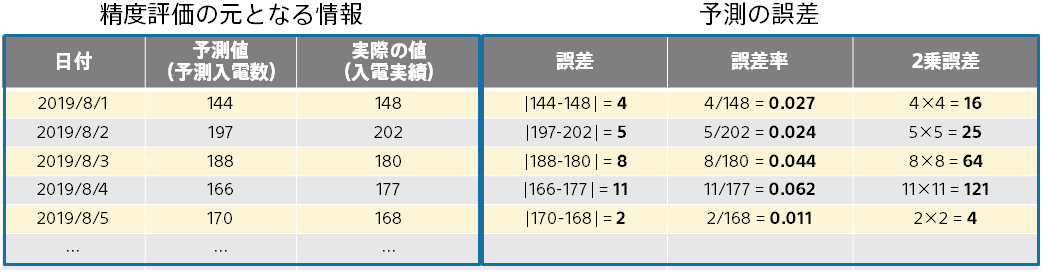 精度評価の元となる情報 予測の誤差
日付 予測値 (予測入電数) 実際の値 (入電実績) 誤差 誤差率 2乗誤差
2019/8/1 144 148 |144-148| = 4 4/148 = 0.027 4×4 = 16
2019/8/2 197 202 |197-202| = 5 5/202 = 0.024 5×5 = 25
2019/8/3 188 180 |188-180| = 8 8/180 = 0.044 8×8 = 64
2019/8/4 166 177 |166-177| = 11 11/177 = 0.062 11×11 = 121
2019/8/5 170 168 |170-168| = 2 2/168 = 0.011 2×2 = 4
… … …